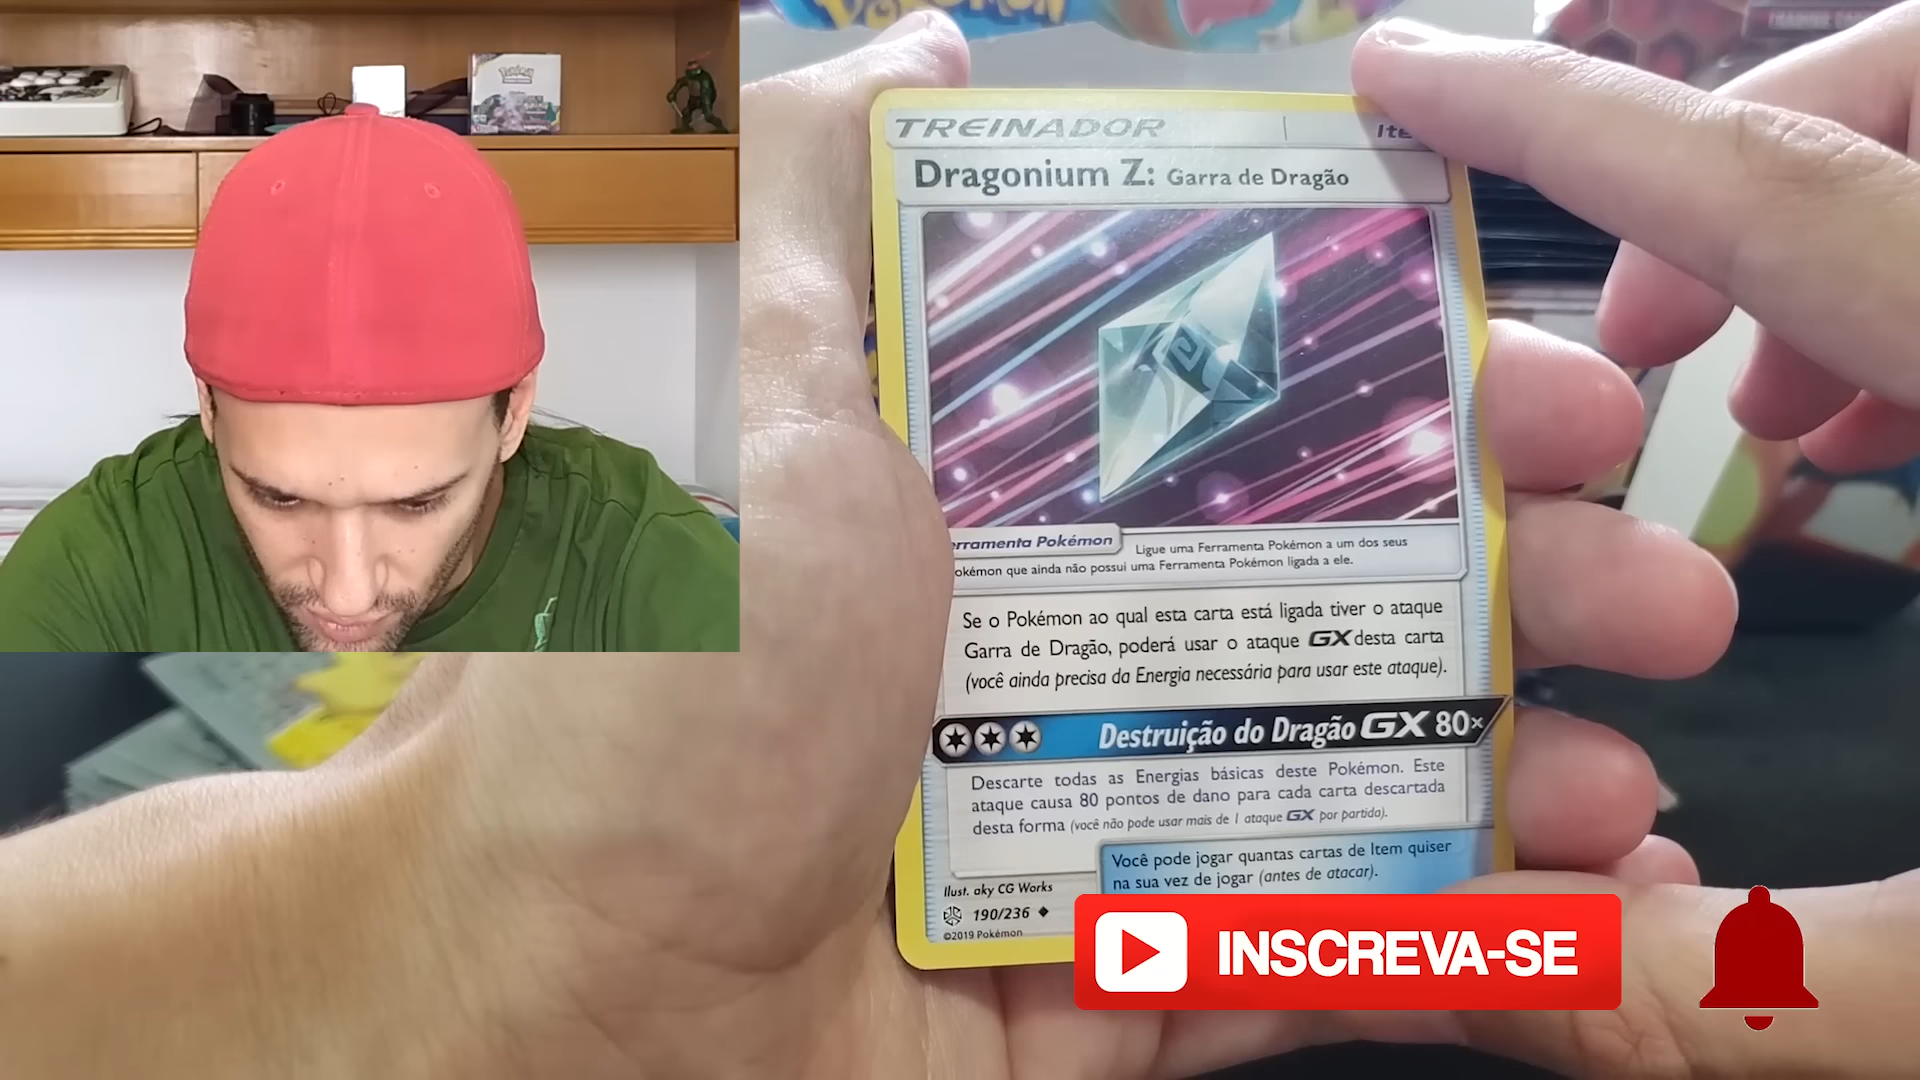 Pokémon
TREINADOR
Ite
Dragonium Z: Garra de Dragão
erramenta Pokémon
Ligue uma Ferramenta Pokémon a um dos seus
okémon que ainda não possui uma Ferramenta Pokémon ligada a ele.
Se o Pokémon ao qual esta carta está ligada tiver o ataque
Garra de Dragão, poderá usar o ataque GX desta carta
(você ainda precisa da Energia necessária para usar este ataque).
Destruição do Dragão GX 80×
Descarte todas as Energias básicas deste Pokémon. Este
ataque causa 80 pontos de dano para cada carta descartada
desta forma (você não pode usar mais de 1 ataque GX por partida).
Você pode jogar quantas cartas de Item quiser
na sua vez de jogar (antes de atacar).
Illust. aky CG Works
190/236
©2019 Pokémon
INSCREVA-SE